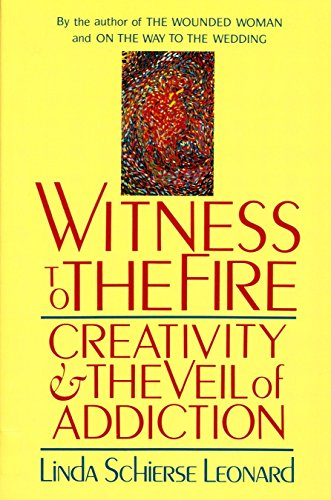 By the author of THE WOUNDED WOMAN
and ON THE WAY TO THE WEDDING
WITNESS
TO THE FIRE
CREATIVITY
& THE VEIL of
ADDICTION
LINDA SCHIERSE LEONARD